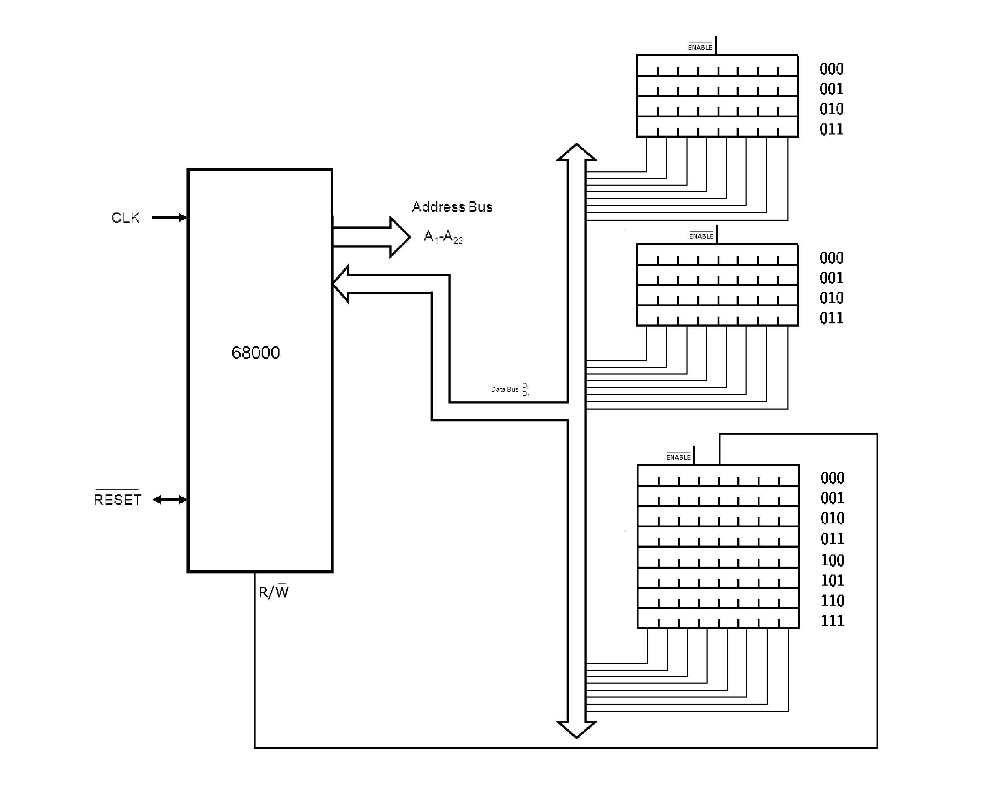 ENABLE
000
001
010
011
CLK
Address Bus
A₁-A₂₃
ENABLE
000
001
010
011
68000
Data Bus D₀
D₇
ENABLE
000
001
010
011
100
101
110
111
RESET
R/W̅